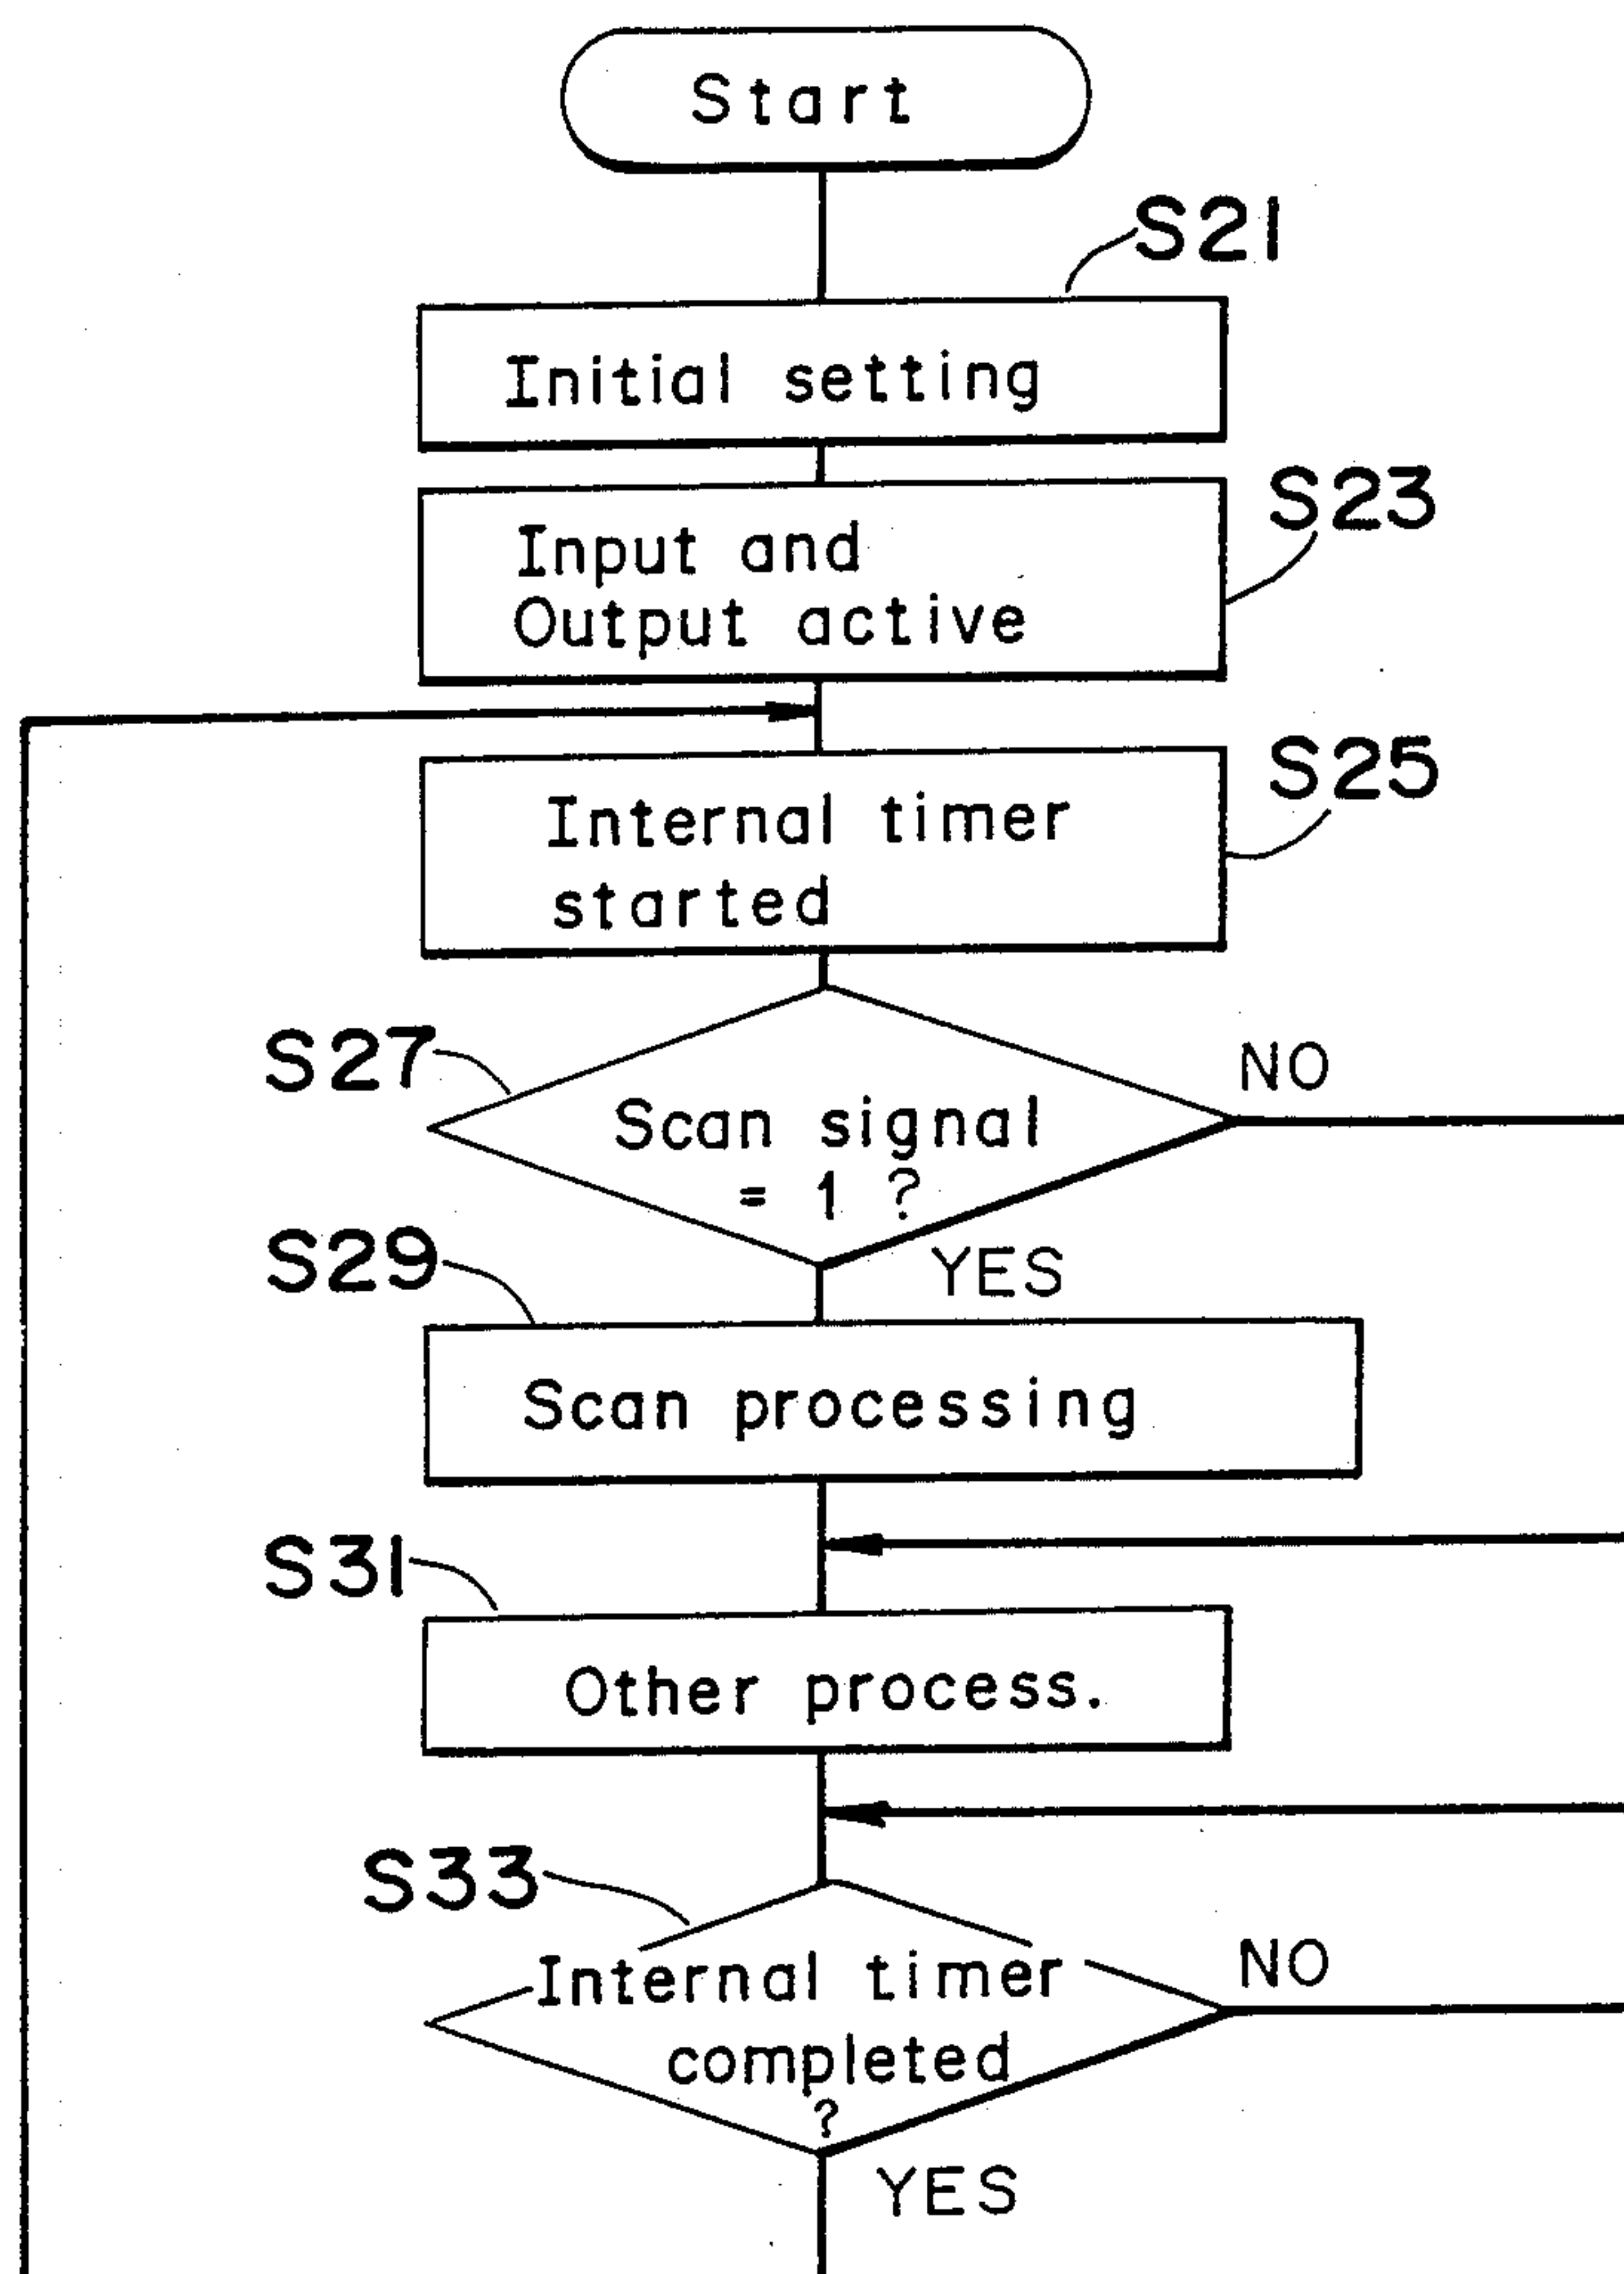 Start
S21
Initial setting
S23
Input and
Output active
S25
Internal timer
started
S27
NO
Scan signal
= 1 ?
YES
S29
Scan processing
S31
Other process.
S33
NO
Internal timer
completed
?
YES